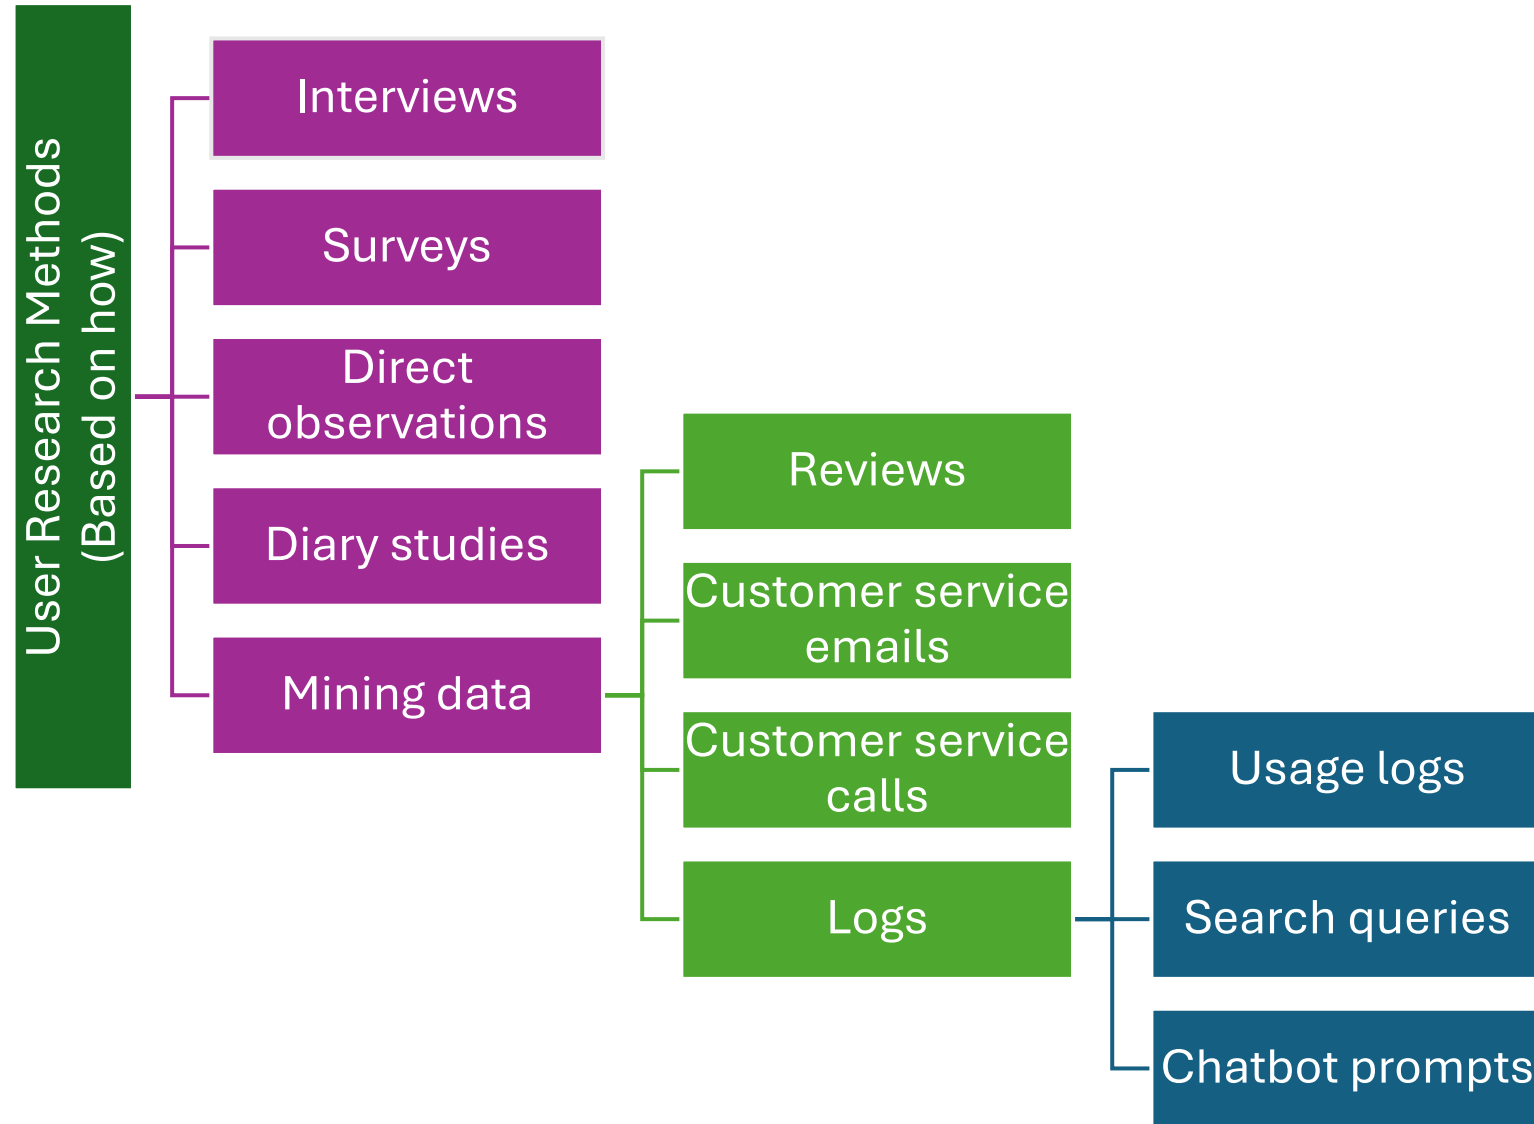 User Research Methods
(Based on how)
Interviews
Surveys
Direct
observations
Diary studies
Mining data
Reviews
Customer service
emails
Customer service
calls
Logs
Usage logs
Search queries
Chatbot prompts